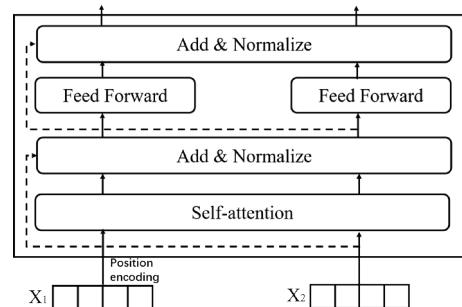 Add & Normalize
Feed Forward
Feed Forward
Add & Normalize
Self-attention
Position
encoding
X1
X2